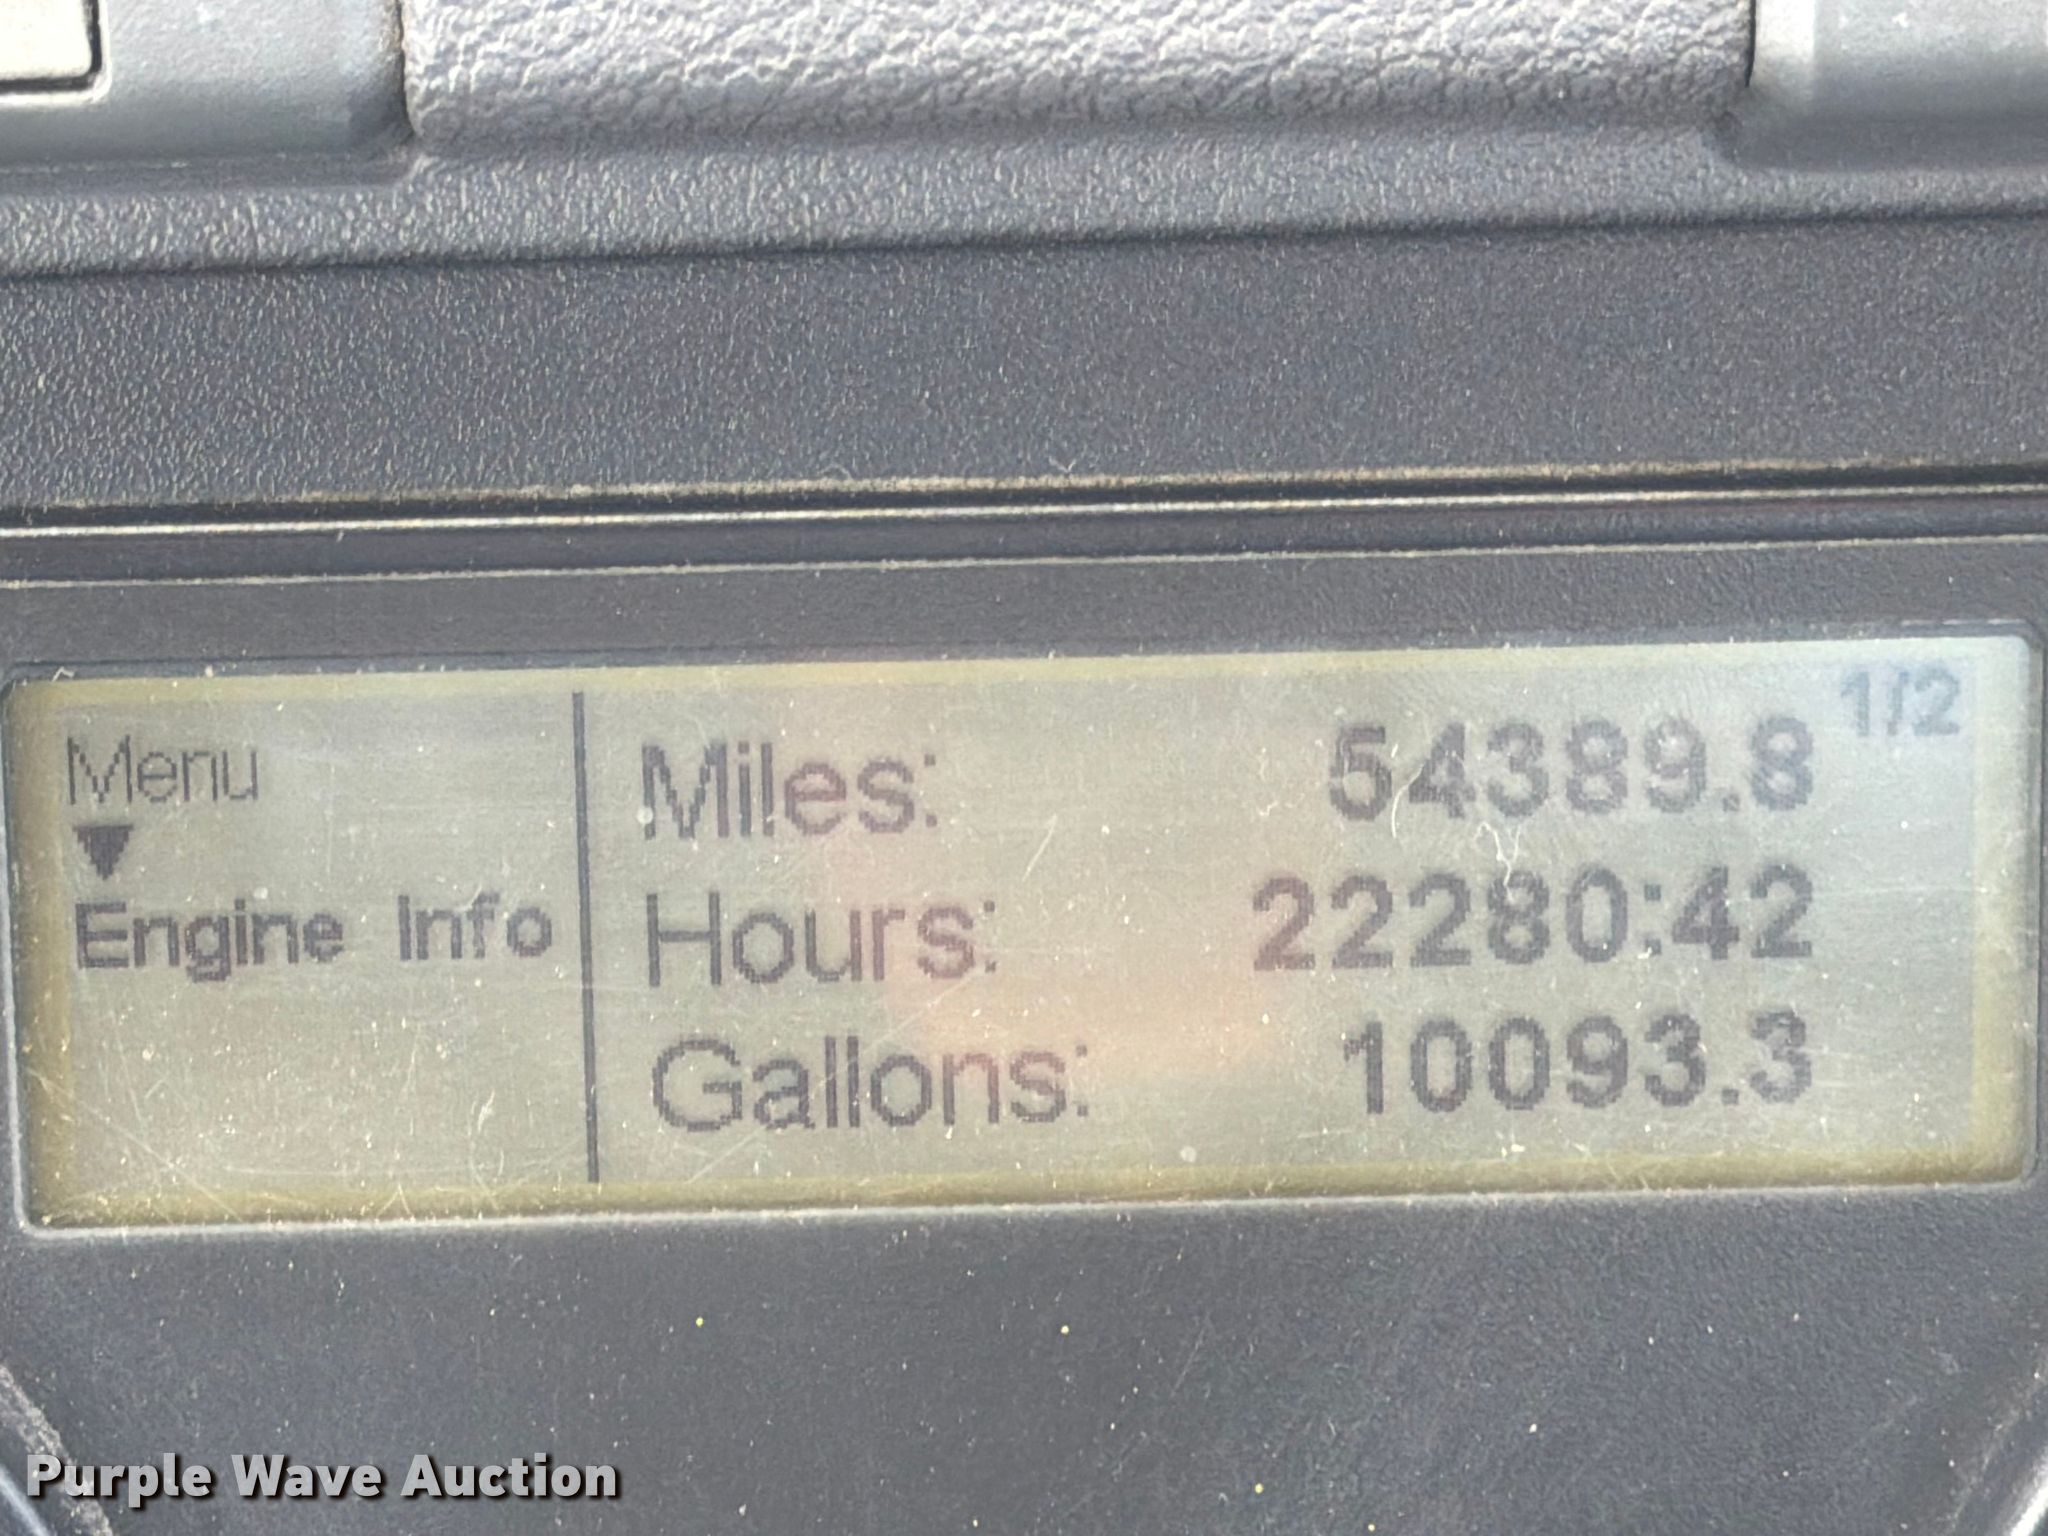 1/2
Menu
Miles: 54389.8
▼
Engine Info
Hours: 22280:42
Gallons: 10093.3
Purple Wave Auction